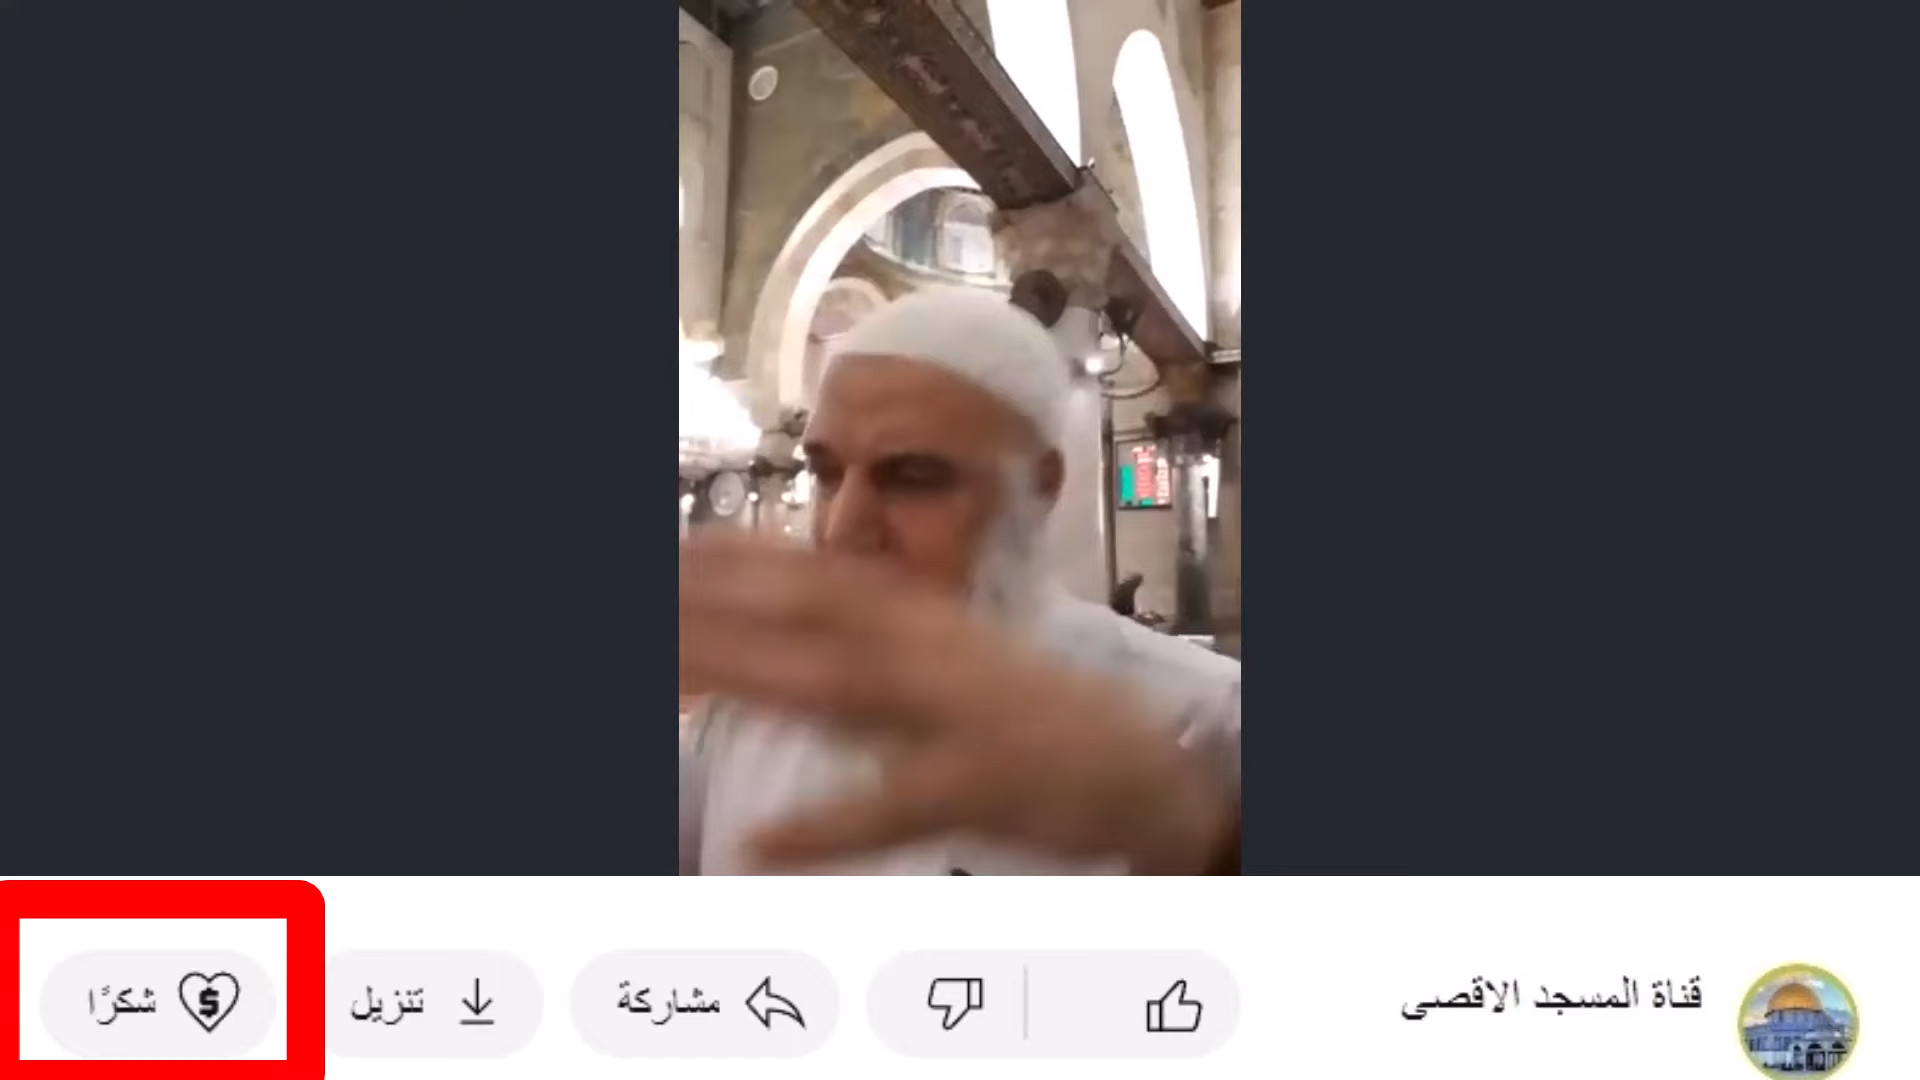 قناة المسجد الاقصى
مشاركة
تنزيل
شكرًا